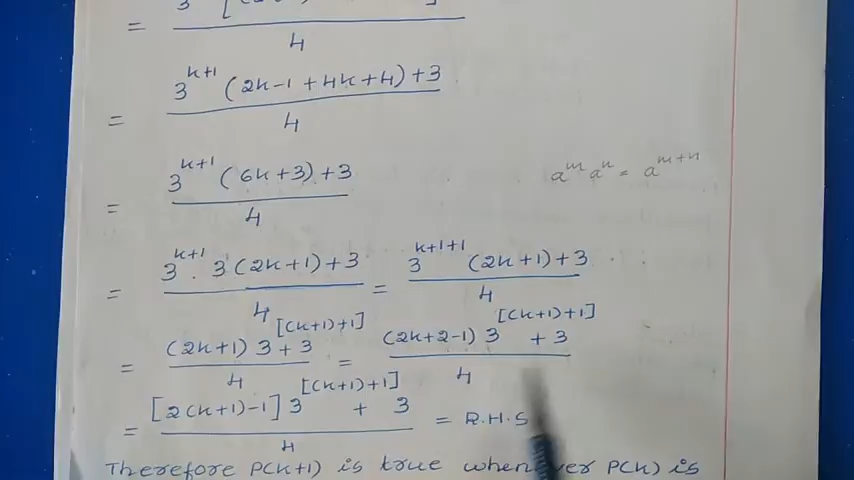 = 3 [ ] / 4
= 3^{k+1} (2k-1+4k+4)+3 / 4
= 3^{k+1} (6k+3)+3 / 4
a^m a^n = a^{m+n}
= 3^{k+1} . 3(2k+1)+3 / 4 = 3^{k+1+1} (2k+1)+3 / 4
= (2k+1) 3^{[(k+1)+1]} + 3 / 4 = (2k+2-1) 3^{[(k+1)+1]} + 3 / 4
= [2(k+1)-1] 3^{[(k+1)+1]} + 3 / 4 = R.H.S
Therefore P(k+1) is true whenever P(k) is